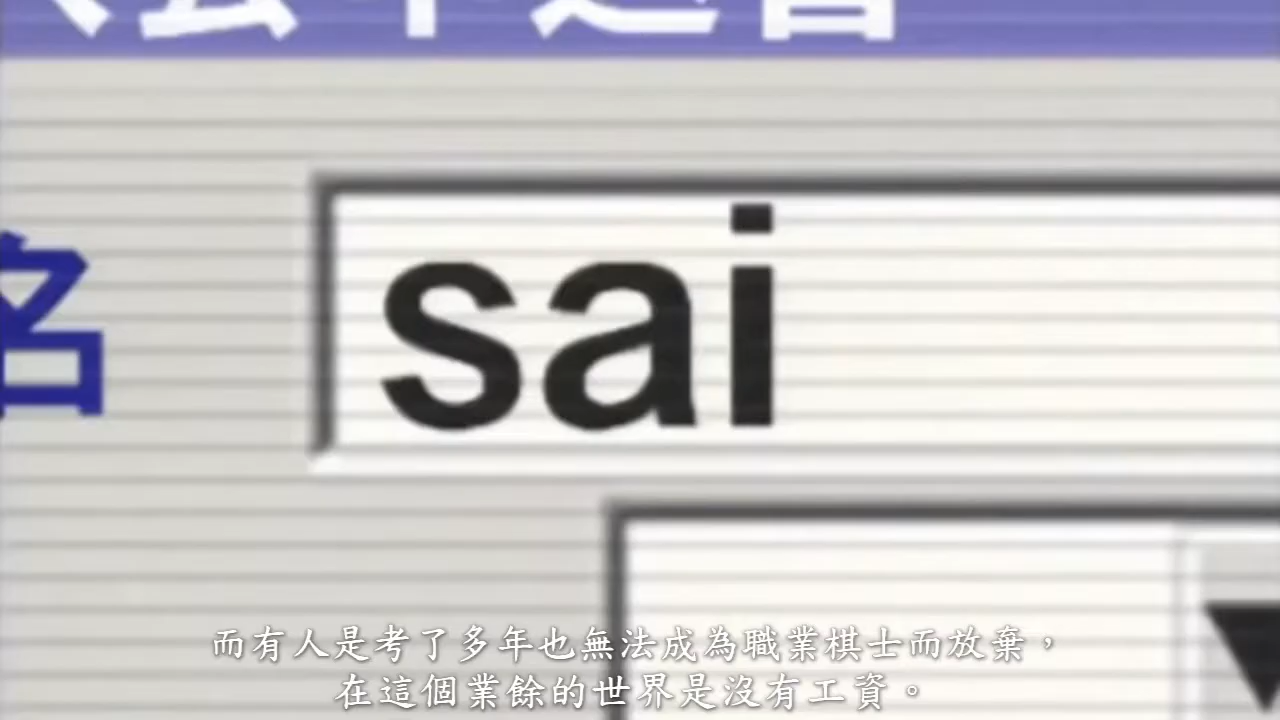 名
sai
而有人是考了多年也無法成為職業棋士而放棄，
在這個業餘的世界是沒有工資。